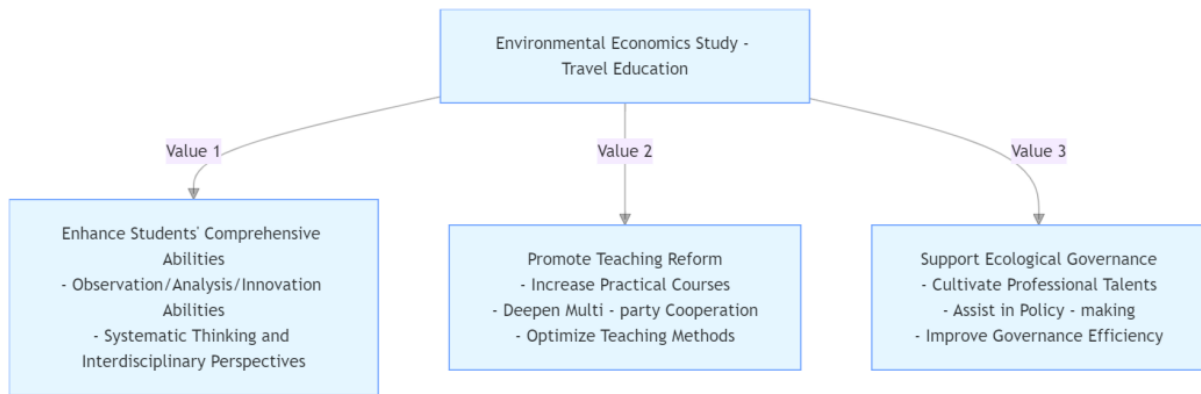 Environmental Economics Study -
Travel Education
Value 1
Value 2
Value 3
Enhance Students' Comprehensive
Abilities
- Observation/Analysis/Innovation
Abilities
- Systematic Thinking and
Interdisciplinary Perspectives
Promote Teaching Reform
- Increase Practical Courses
- Deepen Multi - party Cooperation
- Optimize Teaching Methods
Support Ecological Governance
- Cultivate Professional Talents
- Assist in Policy - making
- Improve Governance Efficiency